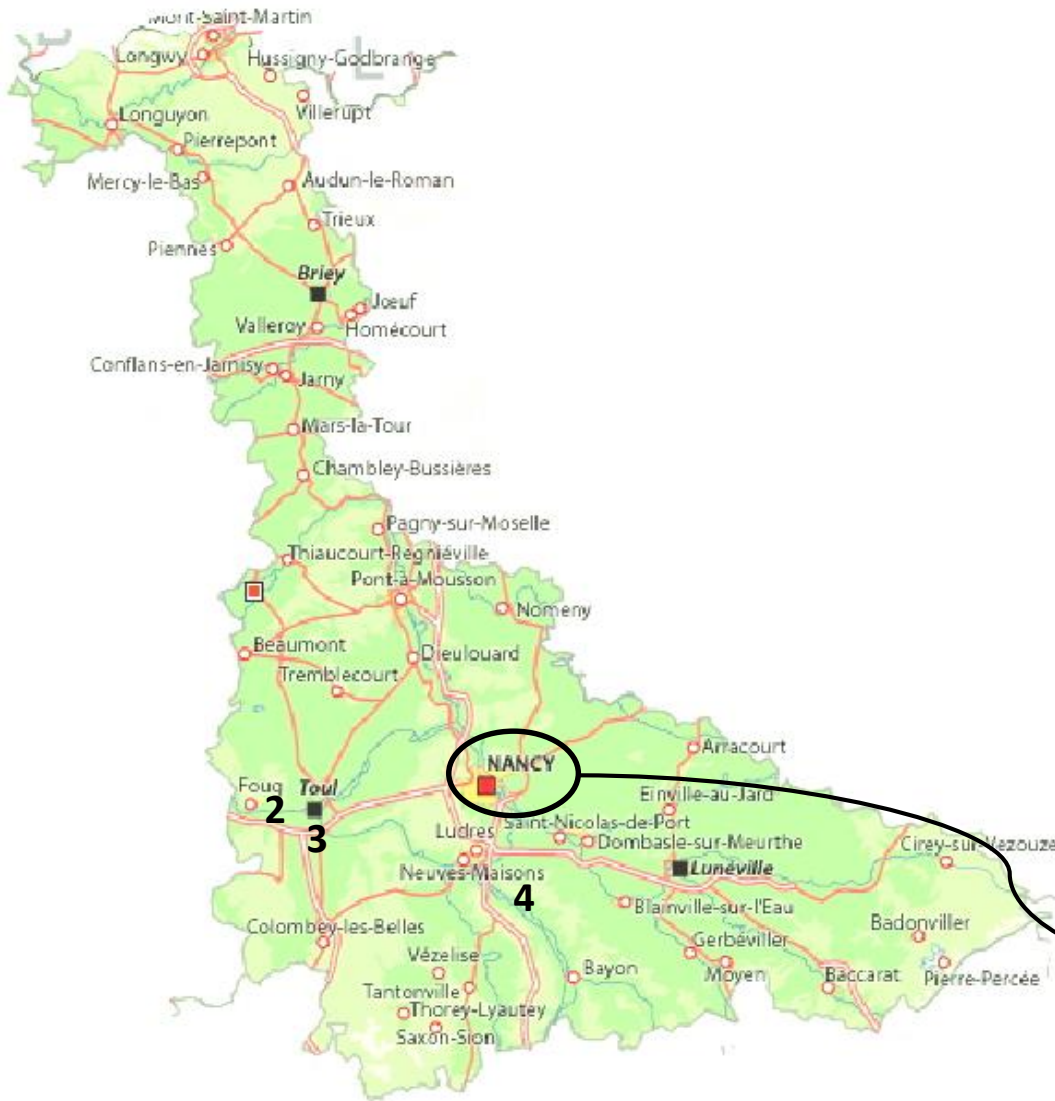 Mont-Saint-Martin
Longwy
Hussigny-Godbrange
Villerupt
Longuyon
Pierrepont
Mercy-le-Bas
Audun-le-Roman
Trieux
Piennes
Briey
Jœuf
Valleroy
Homécourt
Conflans-en-Jarnisy
Jarny
Mars-la-Tour
Chambley-Bussières
Pagny-sur-Moselle
Thiaucourt-Regniéville
Pont-à-Mousson
Nomeny
Beaumont
Dieulouard
Tremblecourt
Arracourt
NANCY
Foug
Toul
2
3
Einville-au-Jard
Saint-Nicolas-de-Port
Ludres
Dombasle-sur-Meurthe
Cirey-sur-Vezouze
Neuves-Maisons
Lunéville
4
Blainville-sur-l'Eau
Colombey-les-Belles
Badonviller
Gerbéviller
Vézelise
Bayon
Moyen
Baccarat
Pierre-Percée
Tantonville
Thorey-Lyautey
Saxon-Sion